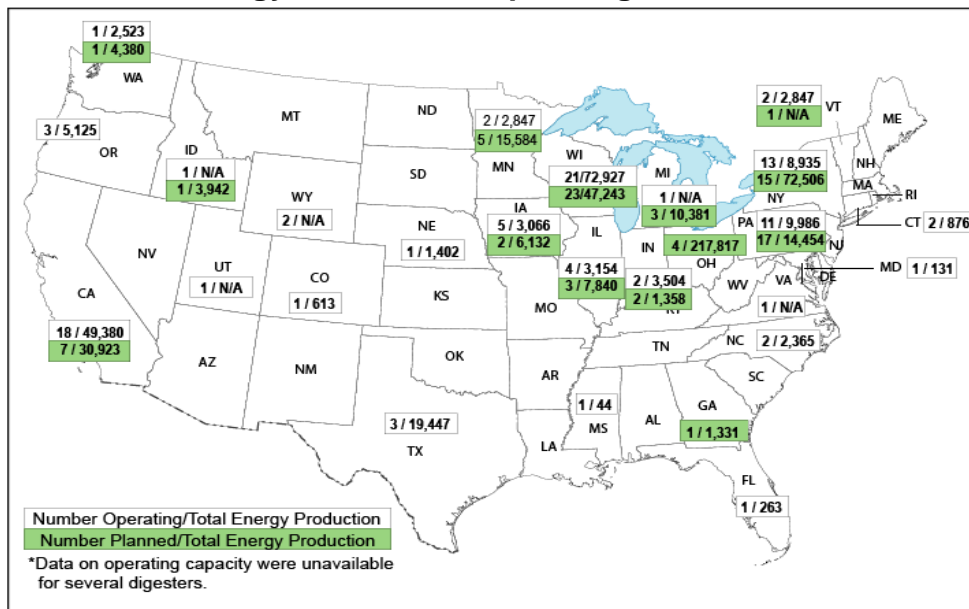 1 / 2,523
1 / 4,380
WA
3 / 5,125
OR
ID
1 / N/A
1 / 3,942
MT
ND
2 / 2,847
5 / 15,584
MN
WI
21/72,927
23/47,243
MI
1 / N/A
3 / 10,381
2 / 2,847
1 / N/A
VT
ME
NH
MA
RI
CT 2 / 876
13 / 8,935
15 / 72,506
NY
WY
2 / N/A
SD
NE
1 / 1,402
IA
5 / 3,066
2 / 6,132
IL
4 / 3,154
3 / 7,840
IN
2 / 3,504
2 / 1,358
4 / 217,817
OH
PA 11 / 9,986
17 / 14,454
NJ
DE
MD 1 / 131
NV
UT
1 / N/A
CO
1 / 613
KS
MO
WV
VA
1 / N/A
CA
18 / 49,380
7 / 30,923
AZ
NM
OK
AR
TN
NC 2 / 2,365
SC
3 / 19,447
TX
LA
1 / 44
MS
AL
GA
1 / 1,331
FL
1 / 263
Number Operating/Total Energy Production
Number Planned/Total Energy Production
*Data on operating capacity were unavailable
for several digesters.